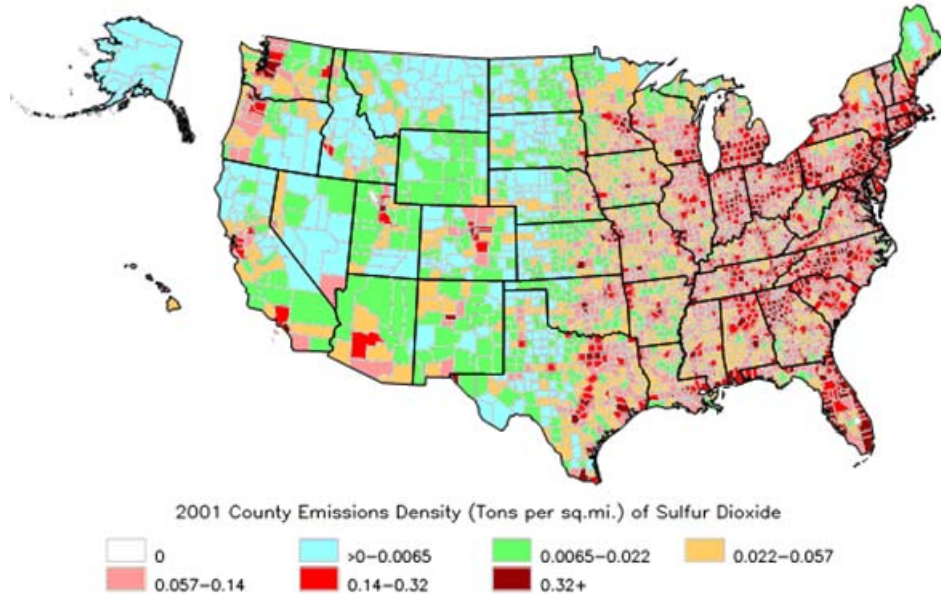 2001 County Emissions Density (Tons per sq.mi.) of Sulfur Dioxide
0 >0-0.0065 0.0065-0.022 0.022-0.057
0.057-0.14 0.14-0.32 0.32+